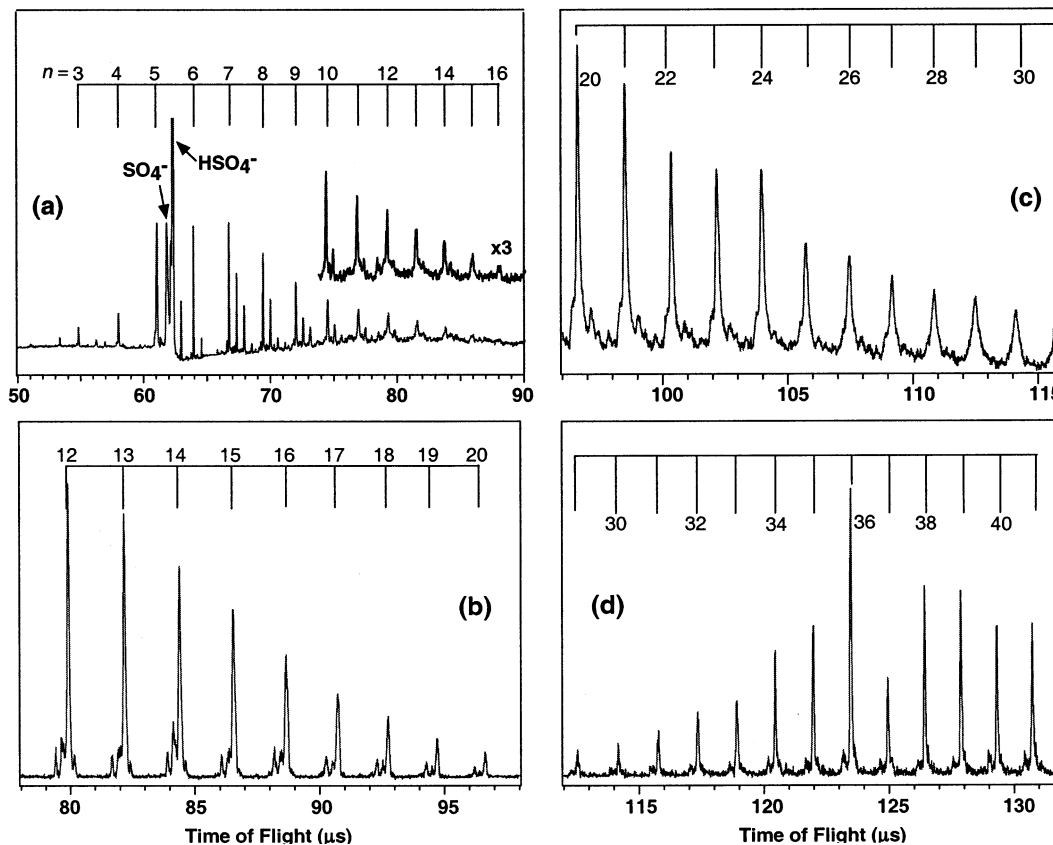 n = 3 4 5 6 7 8 9 10 12 14 16
SO4-
HSO4-
(a)
x3
50 60 70 80 90
20 22 24 26 28 30
(c)
100 105 110 115
12 13 14 15 16 17 18 19 20
(b)
80 85 90 95
Time of Flight (μs)
30 32 34 36 38 40
(d)
115 120 125 130
Time of Flight (μs)